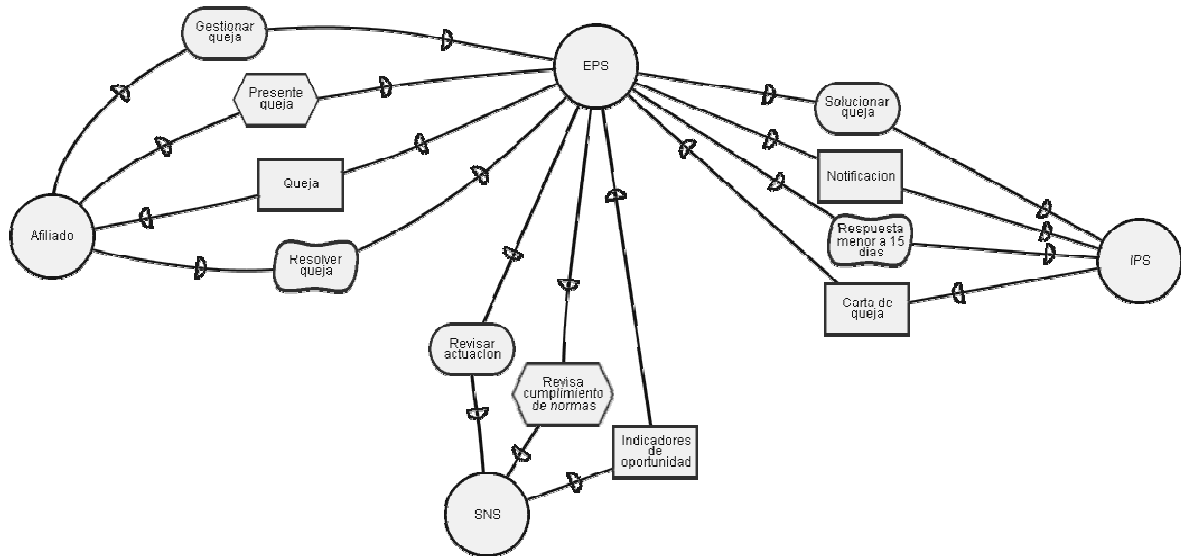 Gestionar
queja
EPS
Presente
queja
Solucionar
queja
Queja
Notificacion
Afiliado
Respuesta
menor a 15
dias
Resolver
queja
IPS
Carta de
queja
Revisar
actuacion
Revisa
cumplimiento
de normas
Indicadores
de
oportunidad
SNS